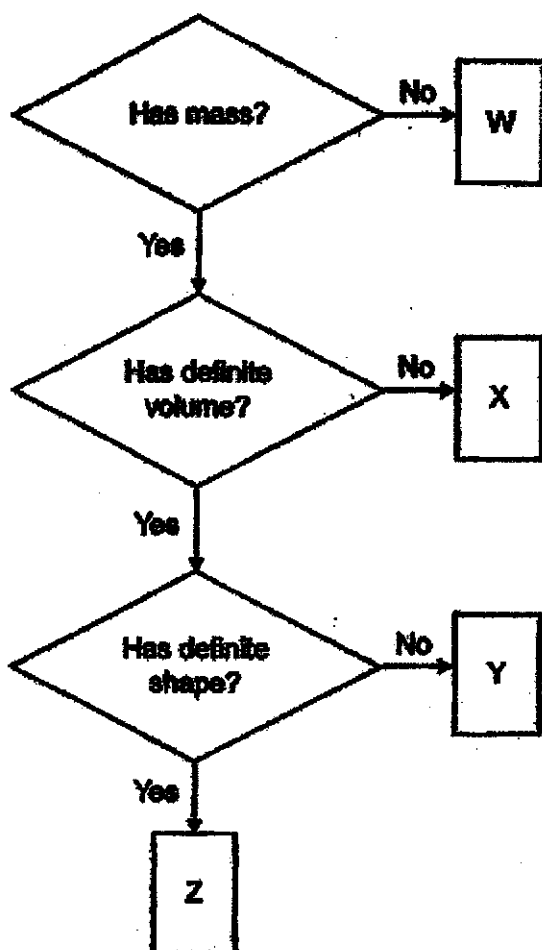 Has mass?
No
W
Yes
Has definite
volume?
No
X
Yes
Has definite
shape?
No
Y
Yes
Z